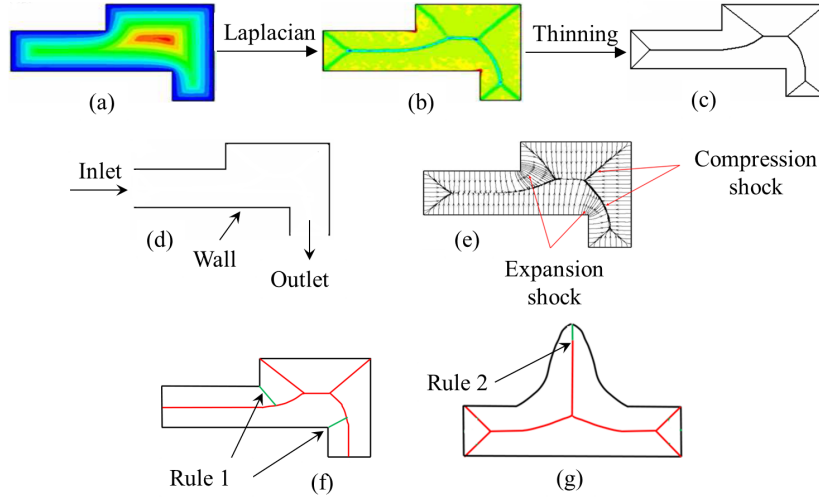 Laplacian
Thinning
(a)
(b)
(c)
Inlet
Wall
(d)
Outlet
Compression
shock
(e)
Expansion
shock
Rule 1
(f)
Rule 2
(g)